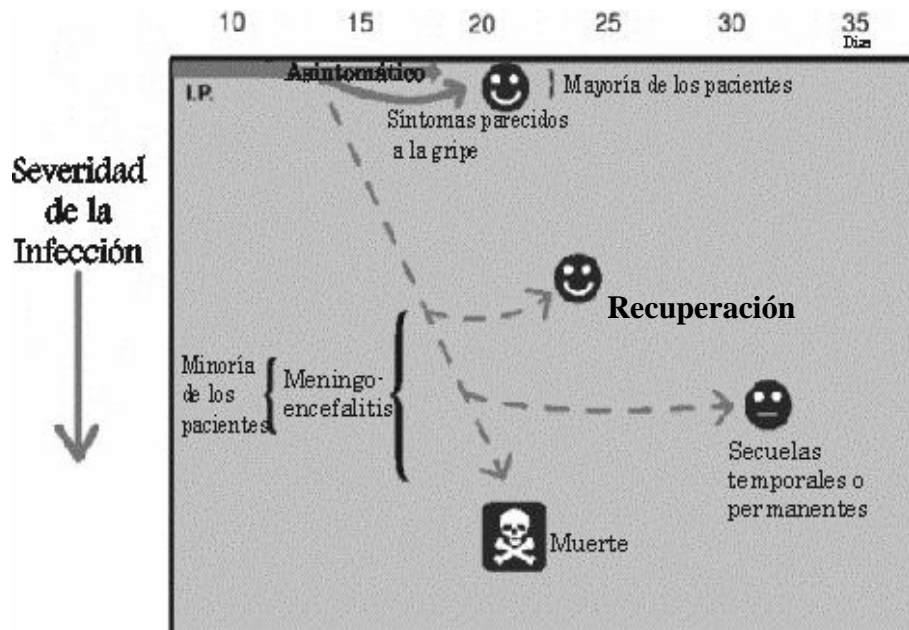 10 15 20 25 30 35
Dias
Asintomático
I.P.
Mayoría de los pacientes
Síntomas parecidos
a la gripe
Severidad
de la
Infección
Recuperación
Minoría
de los
pacientes
Meningo-
encefalitis
Secuelas
temporales o
permanentes
Muerte